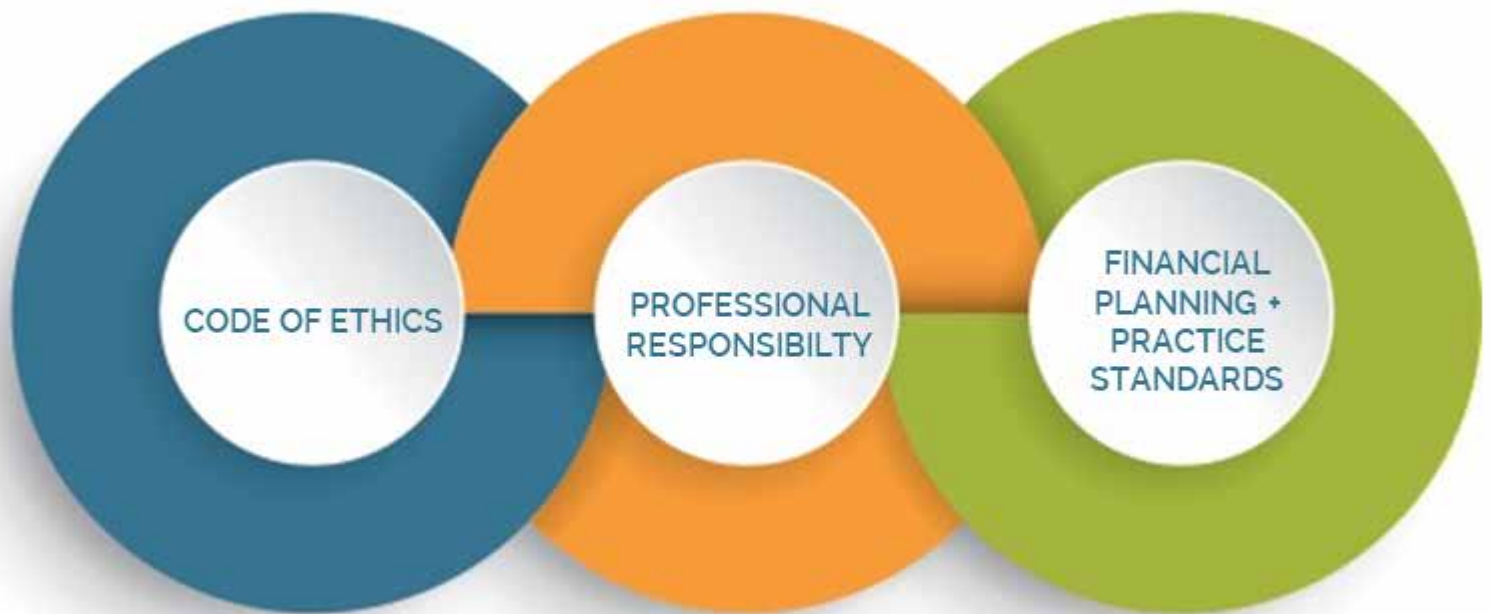 CODE OF ETHICS
PROFESSIONAL
RESPONSIBILTY
FINANCIAL
PLANNING +
PRACTICE
STANDARDS